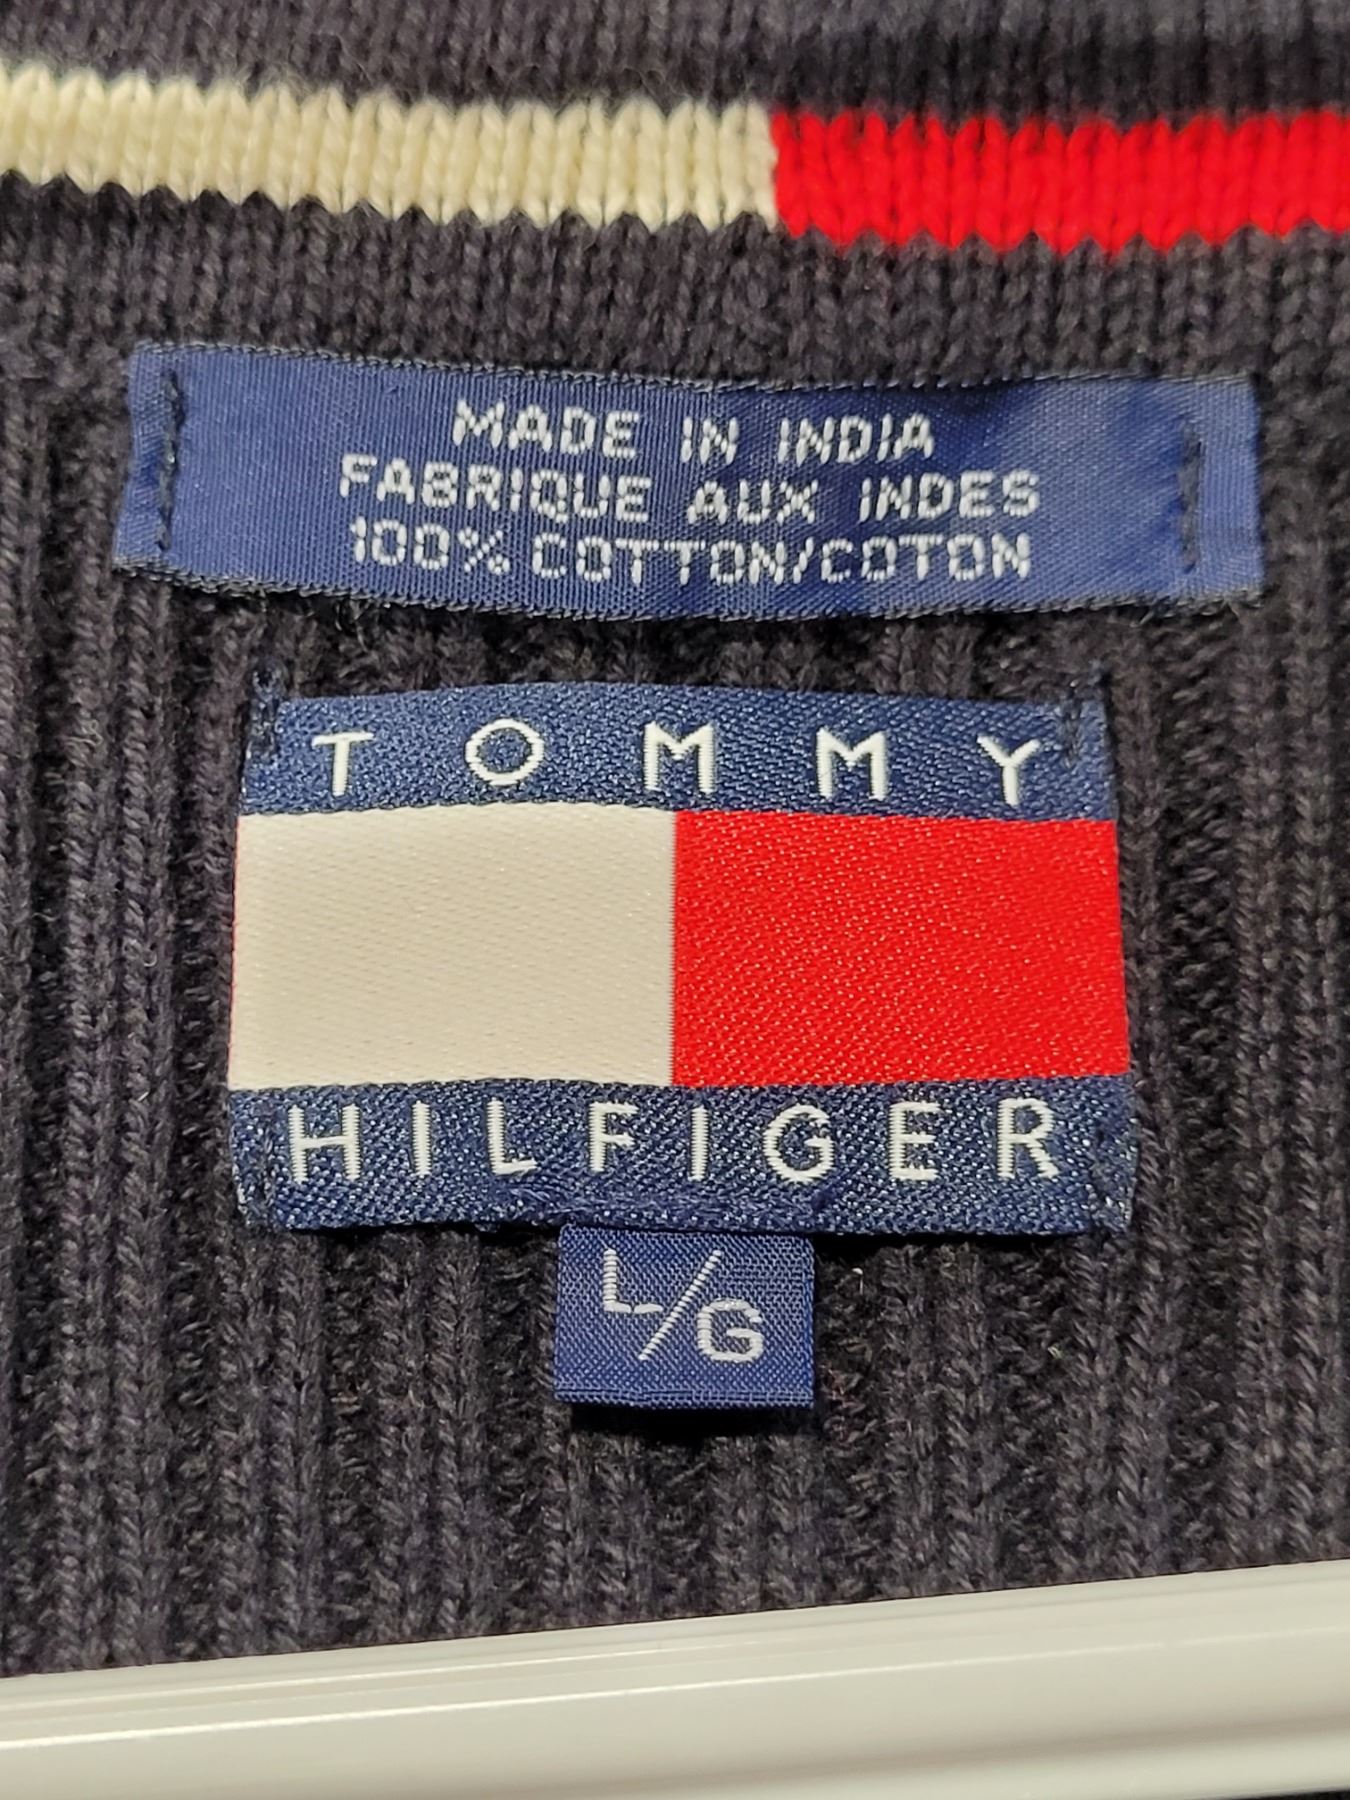 MADE IN INDIA
FABRIQUE AUX INDES
100% COTTON/COTON
TOMMY
HILFIGER
L/G